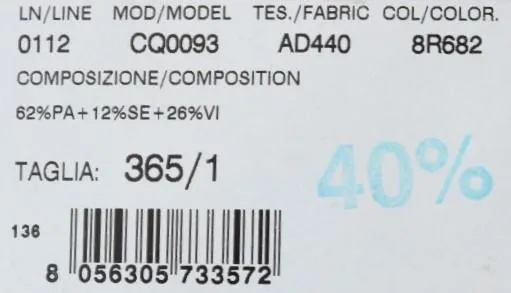 LN/LINE MOD/MODEL TES./FABRIC COL/COLOR.
0112 CQ0093 AD440 8R682
COMPOSIZIONE/COMPOSITION
62%PA+12%SE+26%VI
TAGLIA: 365/1
40%
136
8 056305 733572